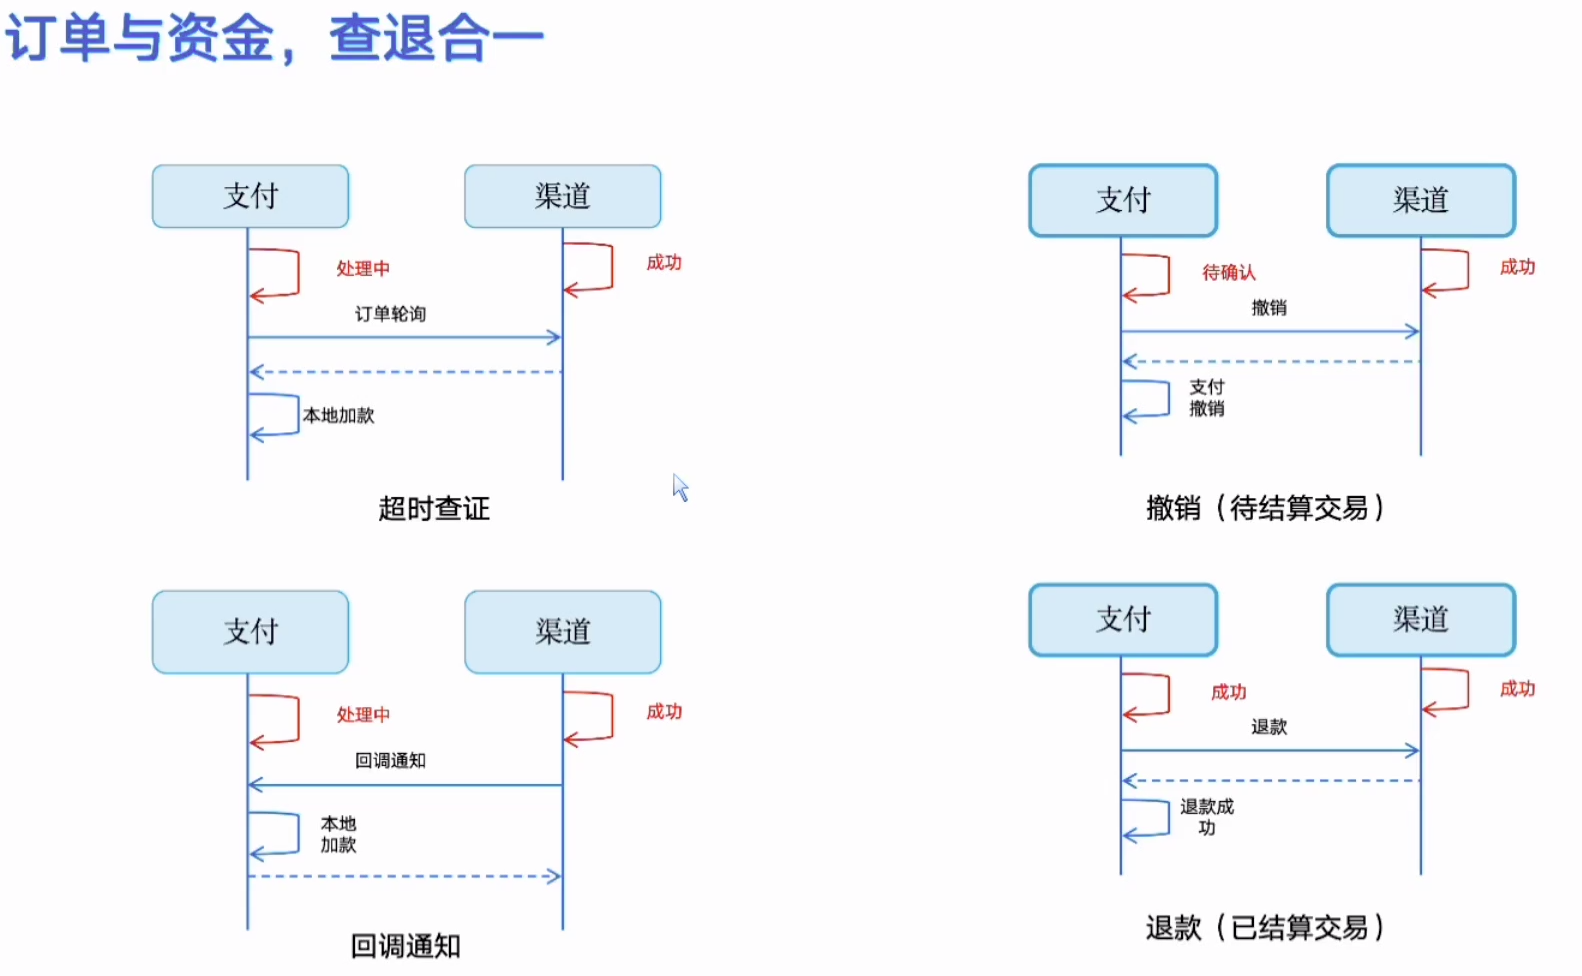 订单与资金，查退合一
支付
渠道
处理中
成功
订单轮询
本地加款
超时查证
支付
渠道
待确认
成功
撤销
支付
撤销
撤销（待结算交易）
支付
渠道
处理中
成功
回调通知
本地
加款
回调通知
支付
渠道
成功
成功
退款
退款成
功
退款（已结算交易）